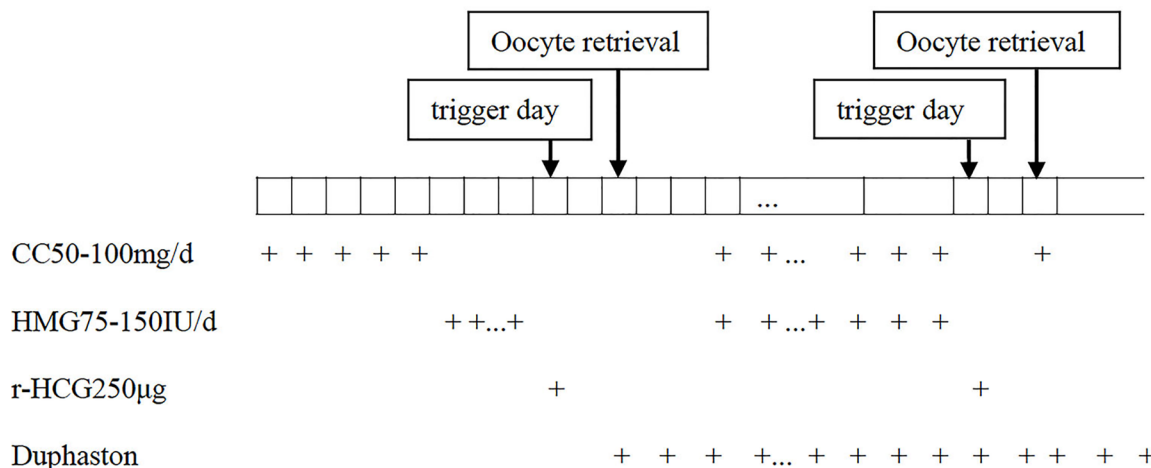 Oocyte retrieval Oocyte retrieval
trigger day trigger day
...
CC50-100mg/d + + + + + + +... + + + +
HMG75-150IU/d ++...+ + +...+ + + +
r-HCG250μg + +
Duphaston + + + +...+ + + + + + + + +